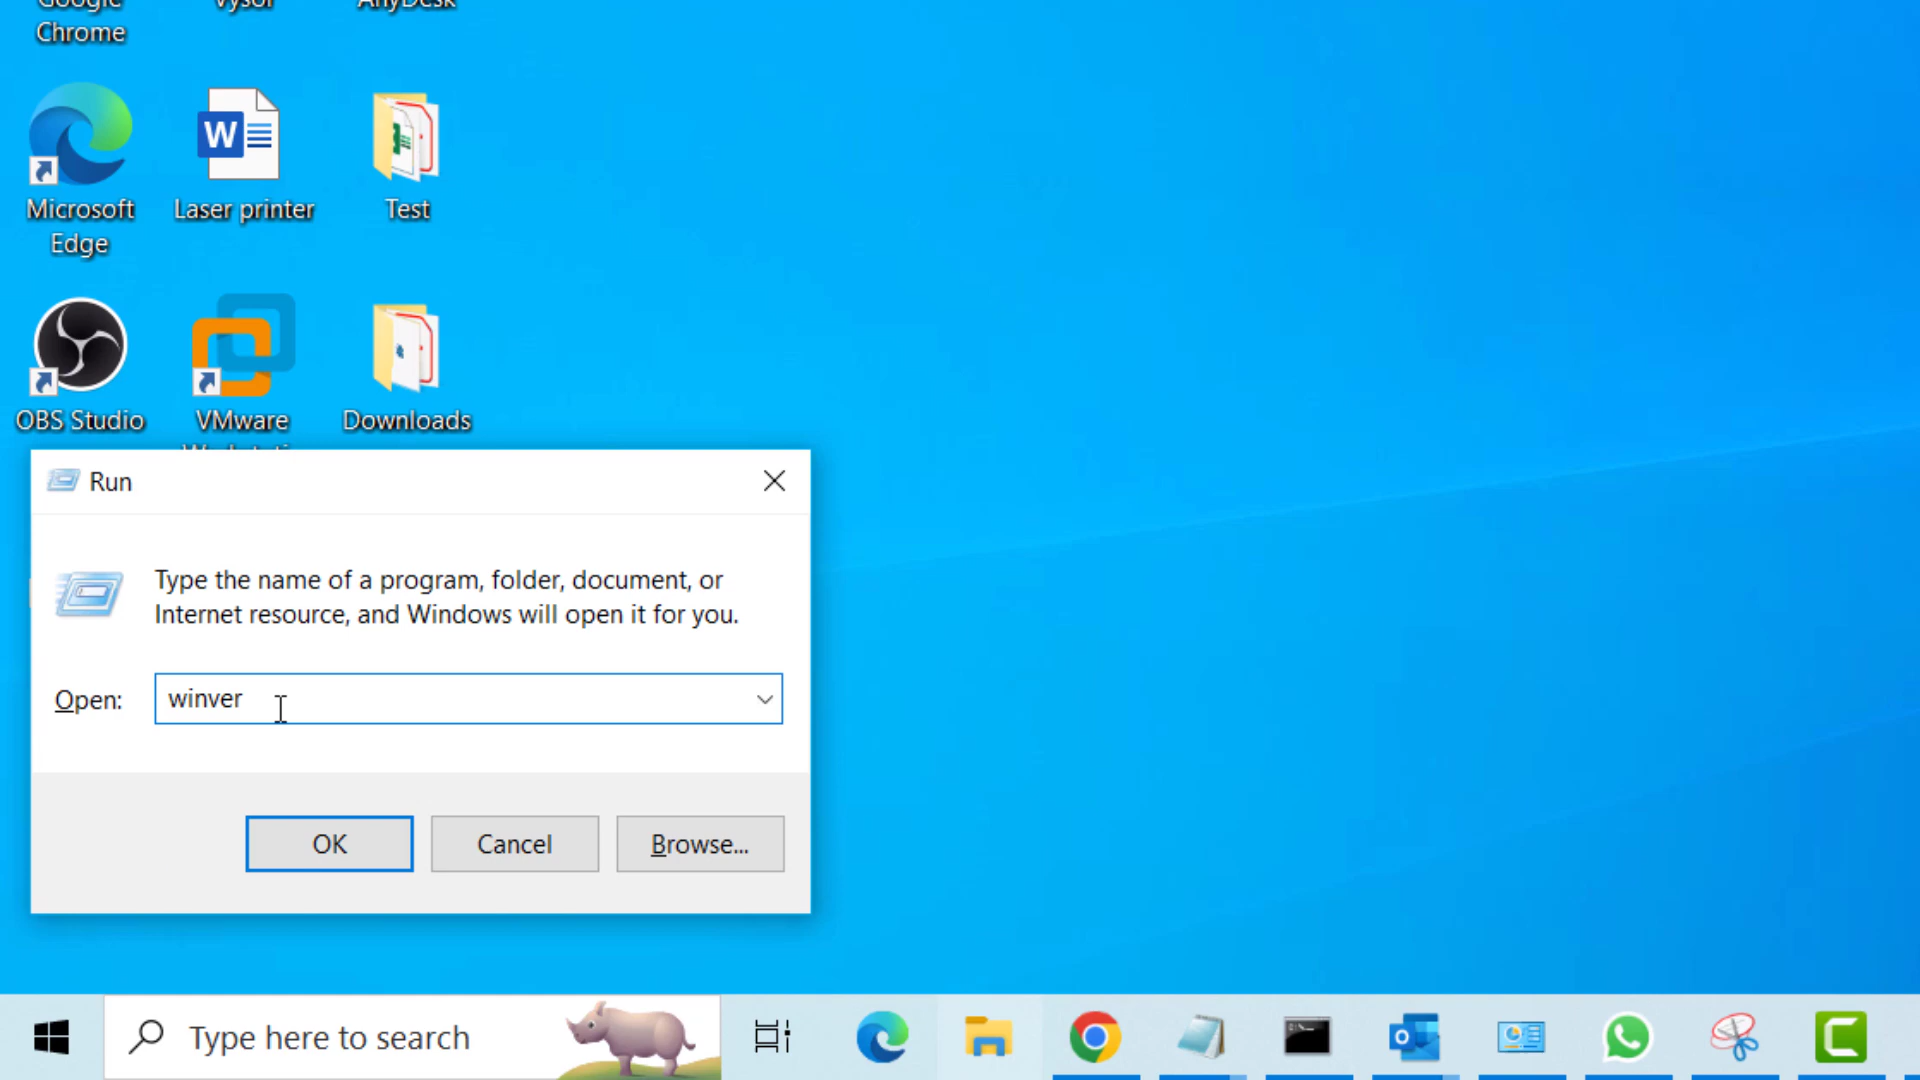 Google
Chrome
Vysor
AnyDesk
Microsoft
Edge
W
Laser printer
Test
OBS Studio
VMware
Downloads
Run
Type the name of a program, folder, document, or
Internet resource, and Windows will open it for you.
Open:
winver
OK
Cancel
Browse...
Type here to search